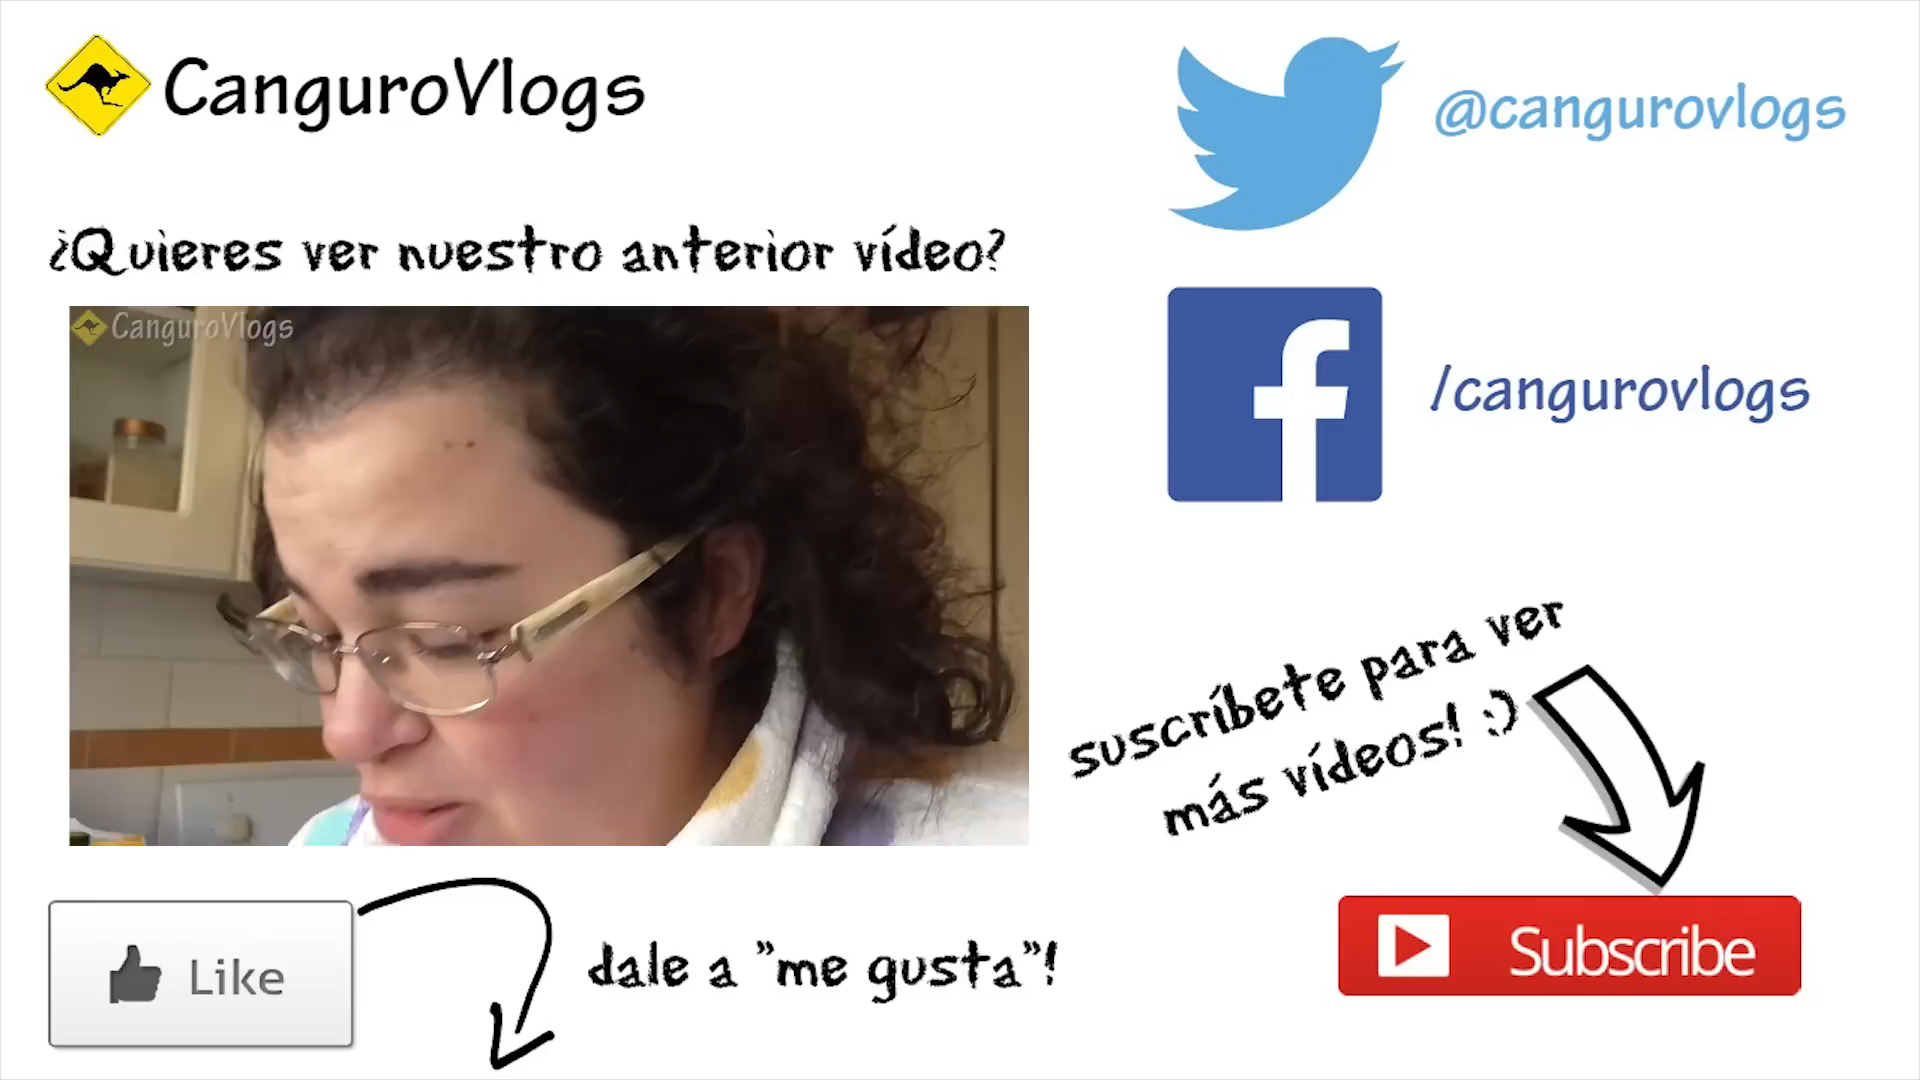 CanguroVlogs
@cangurovlogs
¿Quieres ver nuestro anterior vídeo?
CanguroVlogs
/cangurovlogs
suscríbete para ver
más vídeos! :)
Like
dale a "me gusta"!
Subscribe